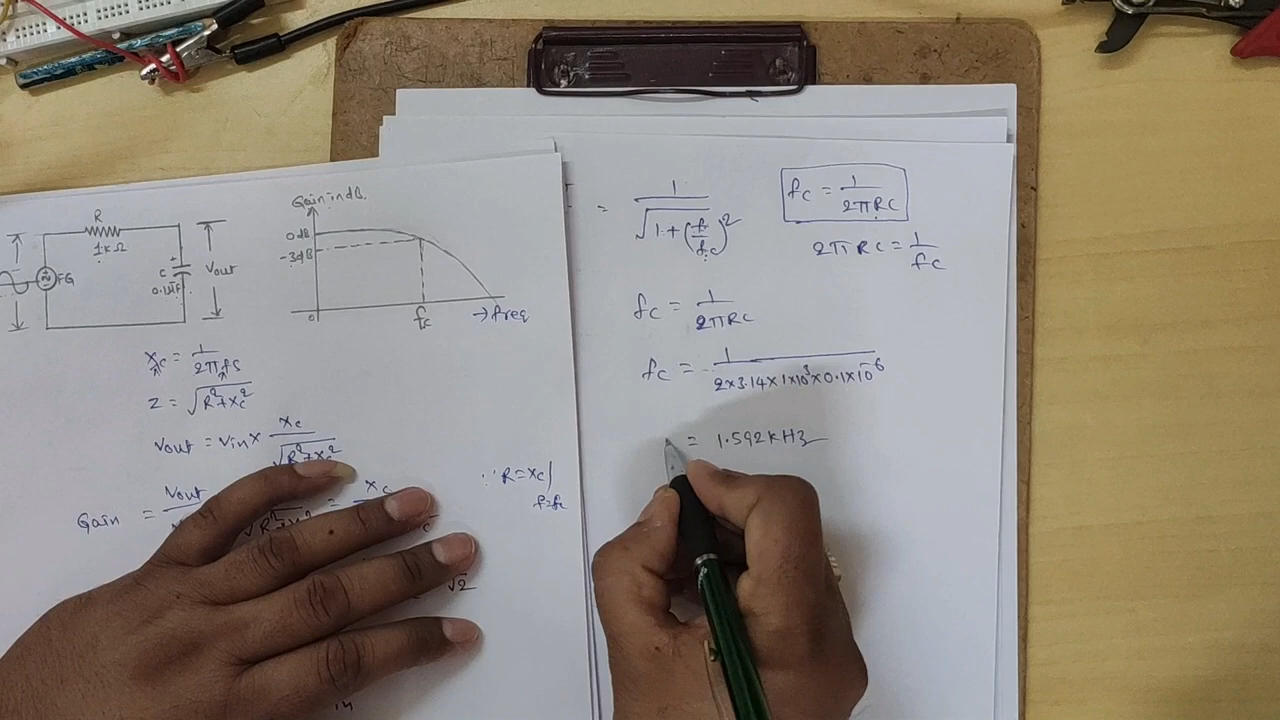 Gain in dB.
0dB
-3dB
0
fc
→ freq
R
1kΩ
FG
C
0.1μF
Vout
Xc = 1/2πfC
Z = √(R²+Xc²)
Vout = Vin × Xc/√(R²+Xc²)
∵ R = Xc|f=fc
Gain = Vout/
√2
= 1/√(1+(f/fc)²)
fc = 1/2πRC
2πRC = 1/fc
fc = 1/2πRC
fc = 1/2×3.14×1×10³×0.1×10⁻⁶
= 1.592kHz